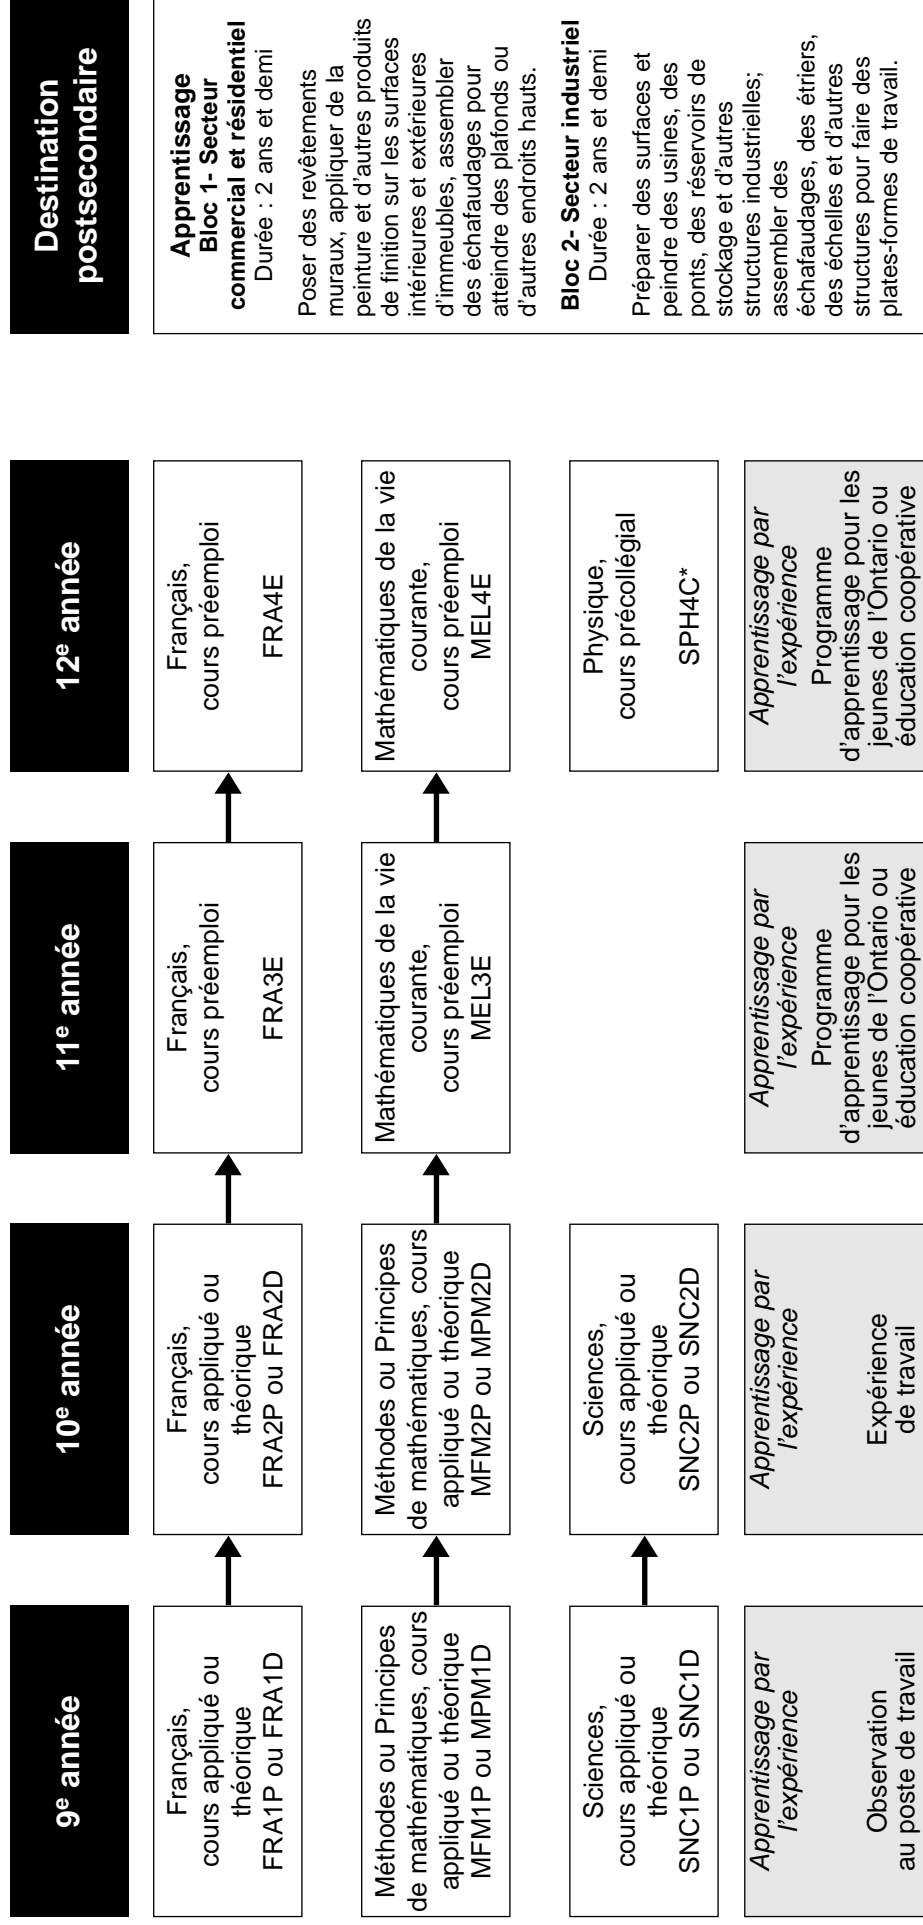 9e année
Français,
cours appliqué ou
théorique
FRA1P ou FRA1D
Méthodes ou Principes
de mathématiques, cours
appliqué ou théorique
MFM1P ou MPM1D
Sciences,
cours appliqué ou
théorique
SNC1P ou SNC1D
Apprentissage par
l'expérience
Observation
au poste de travail
10e année
Français,
cours appliqué ou
théorique
FRA2P ou FRA2D
Méthodes ou Principes
de mathématiques, cours
appliqué ou théorique
MFM2P ou MPM2D
Sciences,
cours appliqué ou
théorique
SNC2P ou SNC2D
Apprentissage par
l'expérience
Expérience
de travail
11e année
Français,
cours préemploi
FRA3E
Mathématiques de la vie
courante,
cours préemploi
MEL3E
Apprentissage par
l'expérience
Programme
d'apprentissage pour les
jeunes de l'Ontario ou
éducation coopérative
12e année
Français,
cours préemploi
FRA4E
Mathématiques de la vie
courante,
cours préemploi
MEL4E
Physique,
cours précollégial
SPH4C*
Apprentissage par
l'expérience
Programme
d'apprentissage pour les
jeunes de l'Ontario ou
éducation coopérative
Destination
postsecondaire
Apprentissage
Bloc 1- Secteur
commercial et résidentiel
Durée : 2 ans et demi
Poser des revêtements
muraux, appliquer de la
peinture et d'autres produits
de finition sur les surfaces
intérieures et extérieures
d'immeubles, assembler
des échafaudages pour
atteindre des plafonds ou
d'autres endroits hauts.
Bloc 2- Secteur industriel
Durée : 2 ans et demi
Préparer des surfaces et
peindre des usines, des
ponts, des réservoirs de
stockage et d'autres
structures industrielles;
assembler des
échafaudages, des étriers,
des échelles et d'autres
structures pour faire des
plates-formes de travail.